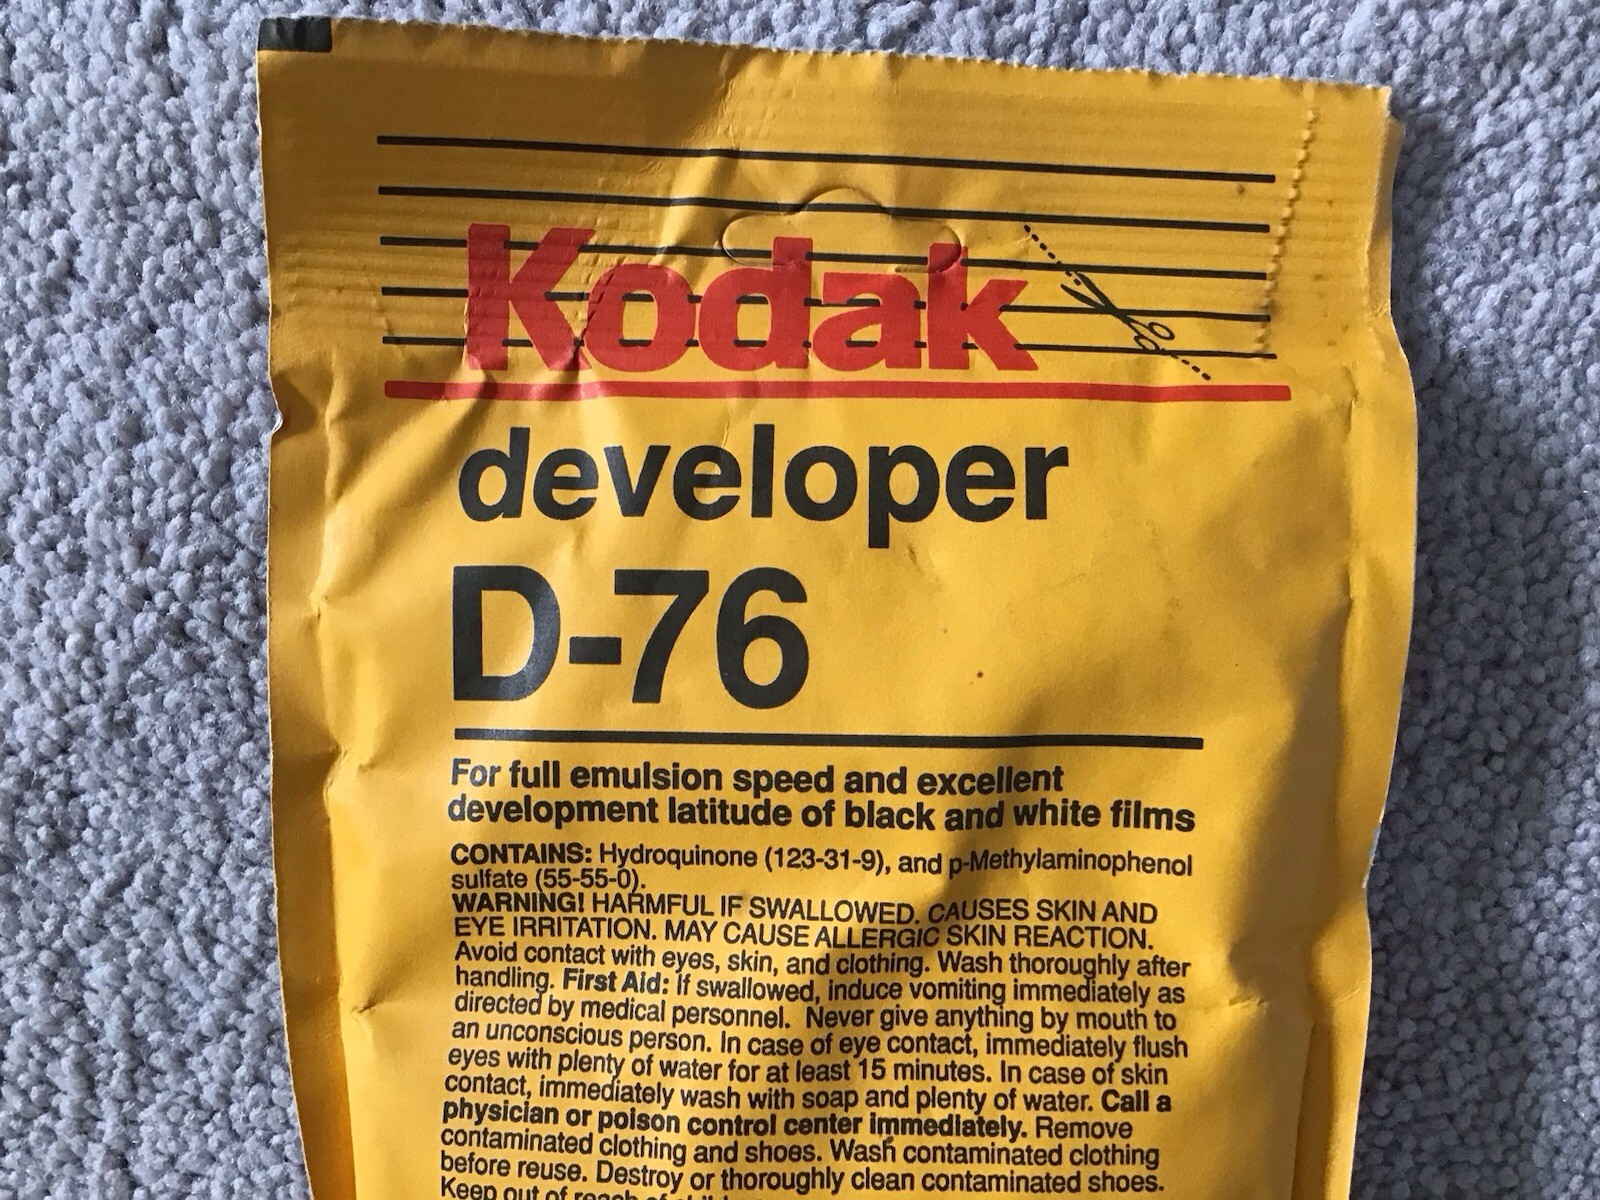 Kodak
developer
D-76
For full emulsion speed and excellent
development latitude of black and white films
CONTAINS: Hydroquinone (123-31-9), and p-Methylaminophenol
sulfate (55-55-0).
WARNING! HARMFUL IF SWALLOWED. CAUSES SKIN AND
EYE IRRITATION. MAY CAUSE ALLERGIC SKIN REACTION.
Avoid contact with eyes, skin, and clothing. Wash thoroughly after
handling. First Aid: If swallowed, induce vomiting immediately as
directed by medical personnel. Never give anything by mouth to
an unconscious person. In case of eye contact, immediately flush
eyes with plenty of water for at least 15 minutes. In case of skin
contact, immediately wash with soap and plenty of water. Call a
physician or poison control center immediately. Remove
contaminated clothing and shoes. Wash contaminated clothing
before reuse. Destroy or thoroughly clean contaminated shoes.
Keep out of reach of